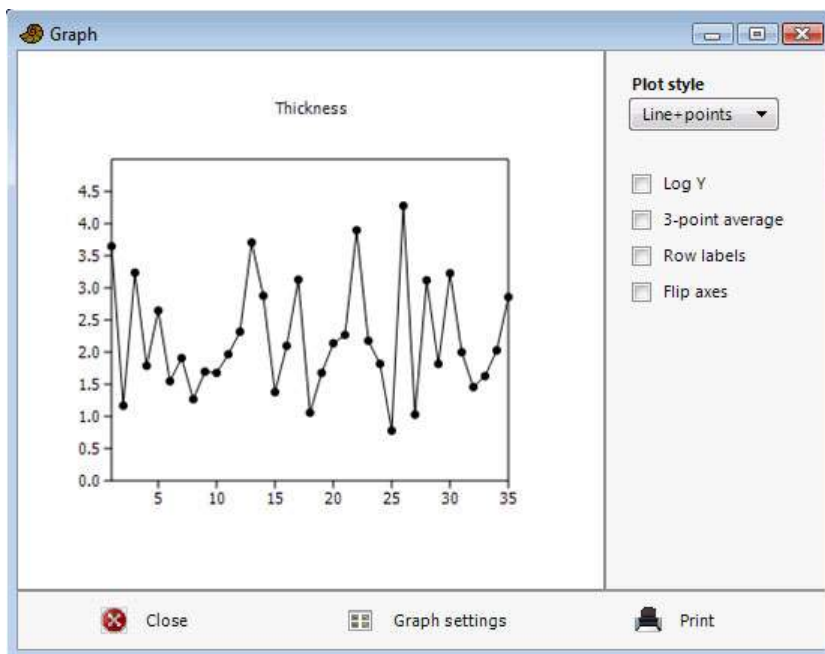 Graph
Thickness
4.5
4.0
3.5
3.0
2.5
2.0
1.5
1.0
0.5
0.0
5 10 15 20 25 30 35
Plot style
Line+points
Log Y
3-point average
Row labels
Flip axes
Close Graph settings Print